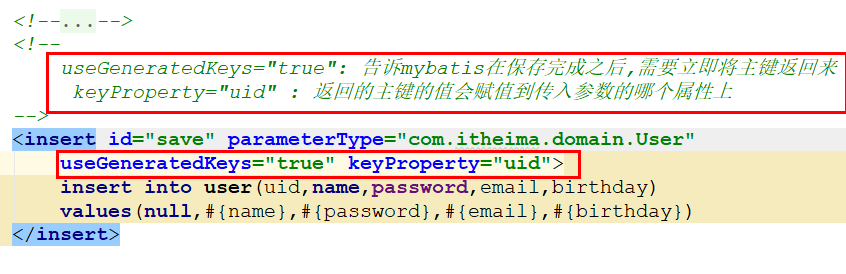 <!--...-->
<!--
useGeneratedKeys="true": 告诉mybatis在保存完成之后,需要立即将主键返回来
keyProperty="uid" : 返回的主键的值会赋值到传入参数的哪个属性上
-->
<insert id="save" parameterType="com.itheima.domain.User"
useGeneratedKeys="true" keyProperty="uid">
insert into user(uid,name,password,email,birthday)
values(null,#{name},#{password},#{email},#{birthday})
</insert>